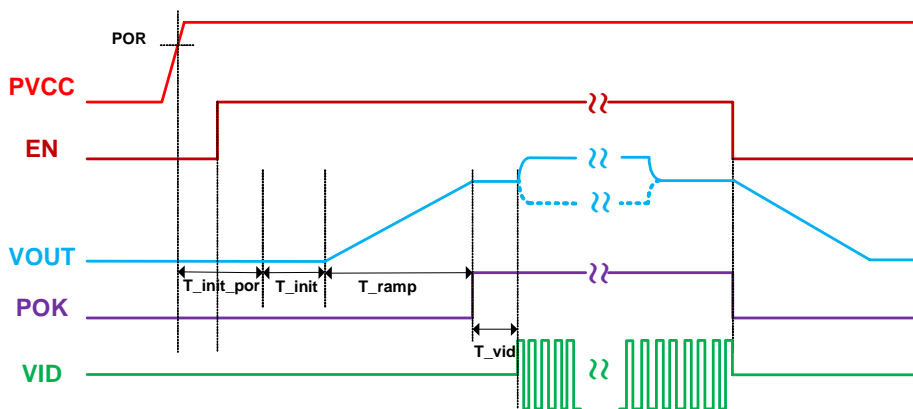 POR
PVCC
EN
VOUT
T_init_por
T_init
T_ramp
POK
T_vid
VID